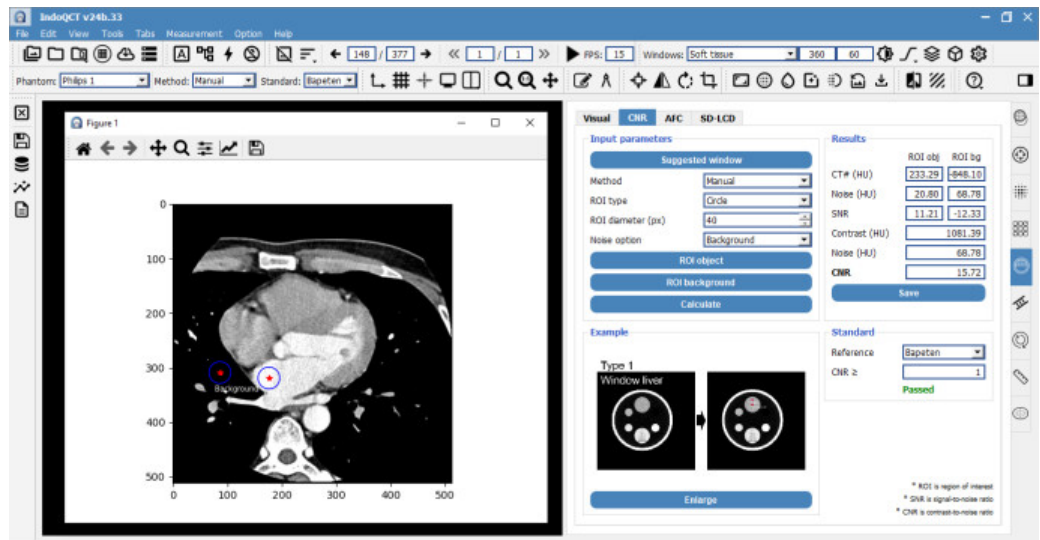 IndoQCT v24b.33
File Edit View Tools Tabs Measurement Option Help
148 / 377 1 / 1 FPS: 15 Windows: Soft tissue 360 60
Phantom: Philips 1 Method: Manual Standard: Bapeten
Figure 1
0
100
200
300
400
500
0 100 200 300 400 500
Background
Visual CNR AFC SD-LCD
Input parameters
Suggested window
Method Manual
ROI type Circle
ROI diameter (px) 40
Noise option Background
ROI object
ROI background
Calculate
Results
ROI obj ROI bg
CT# (HU) 233.29 -848.10
Noise (HU) 20.80 68.78
SNR 11.21 -12.33
Contrast (HU) 1081.39
Noise (HU) 68.78
CNR 15.72
Save
Example
Type 1
Window liver
Enlarge
Standard
Reference Bapeten
CNR ≥ 1
Passed
* ROI is region of interest
* SNR is signal-to-noise ratio
* CNR is contrast-to-noise ratio